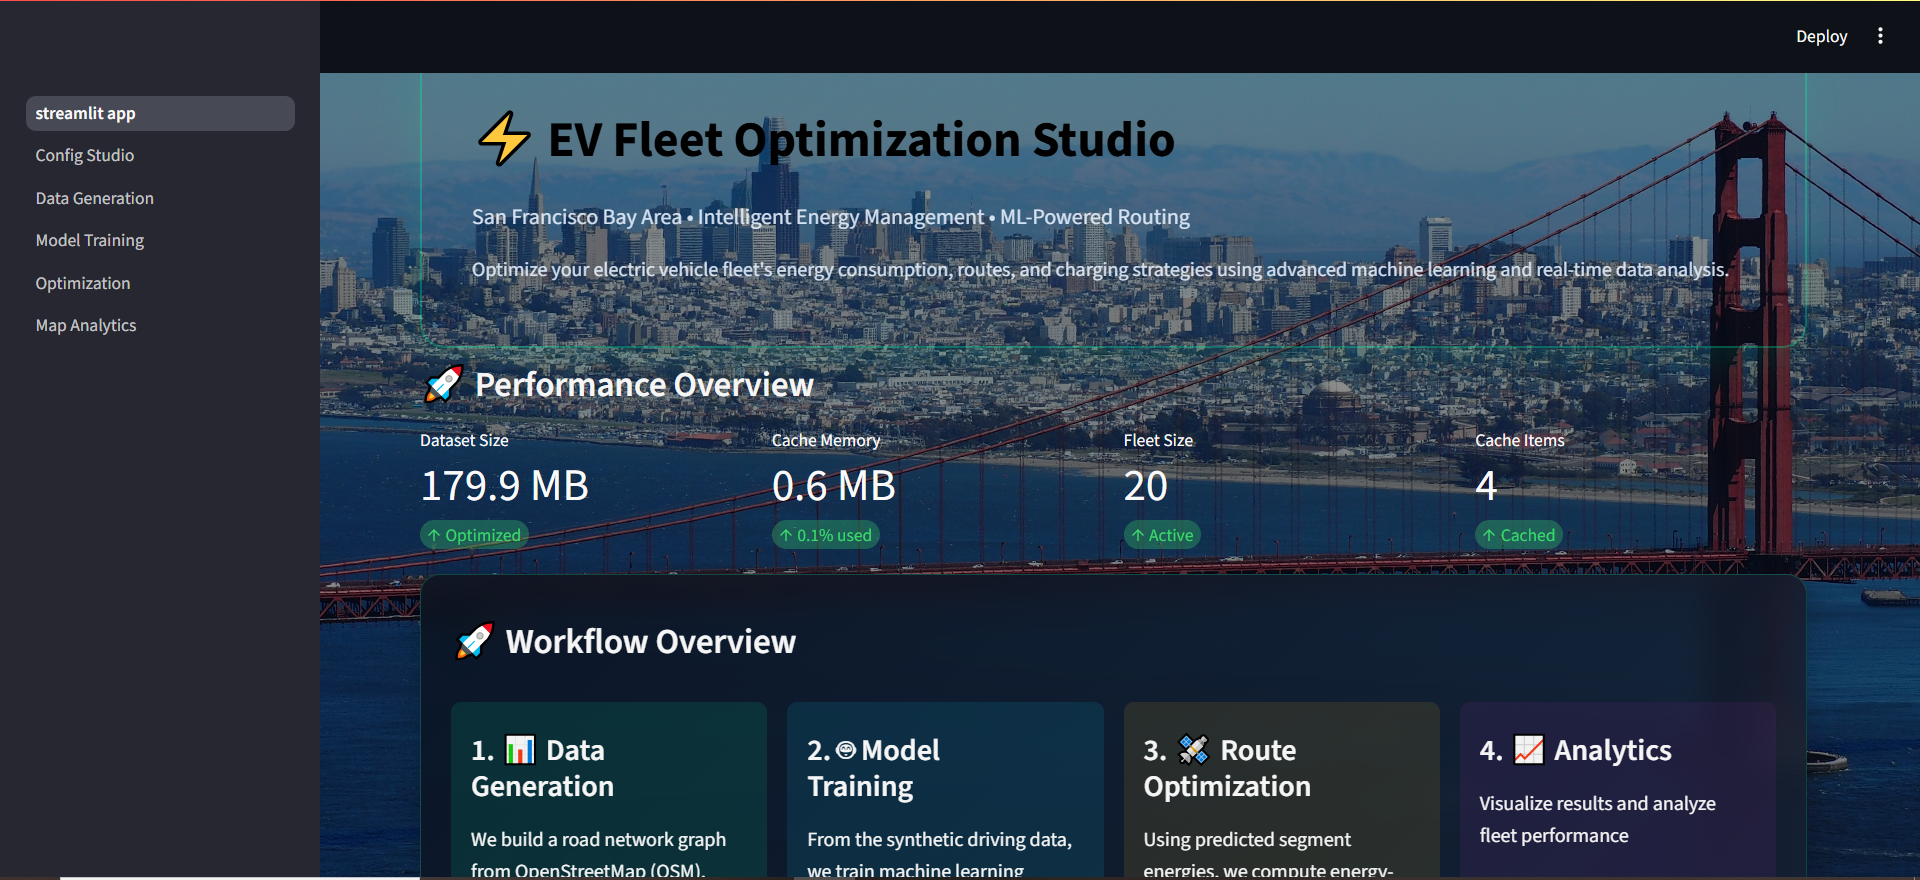 Deploy
streamlit app
Config Studio
Data Generation
Model Training
Optimization
Map Analytics
⚡ EV Fleet Optimization Studio
San Francisco Bay Area • Intelligent Energy Management • ML-Powered Routing
Optimize your electric vehicle fleet's energy consumption, routes, and charging strategies using advanced machine learning and real-time data analysis.
🚀 Performance Overview
Dataset Size
179.9 MB
↑ Optimized
Cache Memory
0.6 MB
↑ 0.1% used
Fleet Size
20
↑ Active
Cache Items
4
↑ Cached
🚀 Workflow Overview
1. 📊 Data
Generation
We build a road network graph
from OpenStreetMap (OSM),
2. Model
Training
From the synthetic driving data,
we train machine learning
3. 🛰️ Route
Optimization
Using predicted segment
energies, we compute energy-
4. 📈 Analytics
Visualize results and analyze
fleet performance